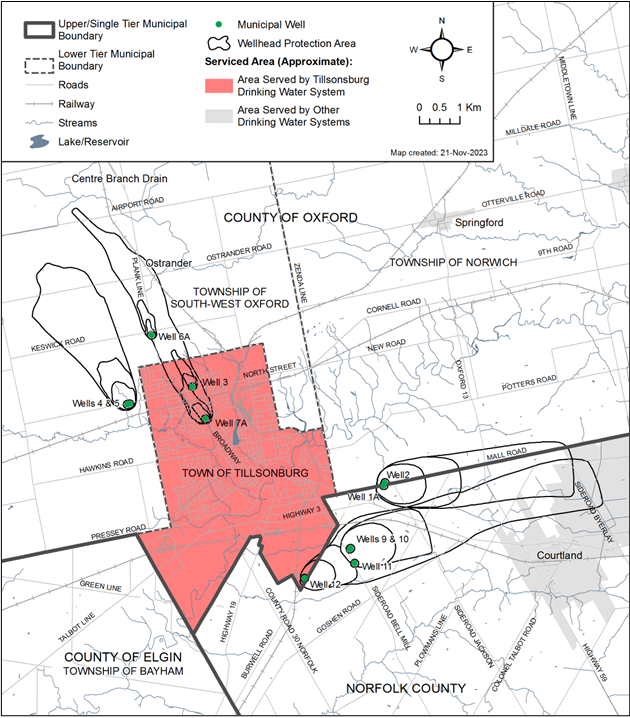 Upper/Single Tier Municipal
Boundary
Lower Tier Municipal
Boundary
Roads
Railway
Streams
Lake/Reservoir
Municipal Well
Wellhead Protection Area
Serviced Area (Approximate):
Area Served by Tillsonburg
Drinking Water System
Area Served by Other
Drinking Water Systems
N
W
E
S
0 0.5 1 Km
Map created: 21-Nov-2023
MIDDLETOWN LINE
MILLDALE ROAD
Centre Branch Drain
AIRPORT ROAD
OTTERVILLE ROAD
COUNTY OF OXFORD
Springford
OSTRANDER ROAD
9TH ROAD
Ostrander
PLANK LINE
ZENDA LINE
TOWNSHIP OF NORWICH
TOWNSHIP OF
SOUTH-WEST OXFORD
CORNELL ROAD
Well 6A
KESWICK ROAD
NEW ROAD
NORTH STREET
OXFORD 13
Well 3
POTTERS ROAD
Wells 4 & 5
Well 7A
BROADWAY
MALL ROAD
HAWKINS ROAD
TOWN OF TILLSONBURG
Well2
SIDEROAD BYERLAY
Well 1A
HIGHWAY 3
PRESSEY ROAD
Wells 9 & 10
Courtland
Well 11
GREEN LINE
Well 12
TALBOT LINE
HIGHWAY 19
BURWELL ROAD
COUNTY ROAD 30 NORFOLK
GOSHEN ROAD
SIDEROAD BELL MILL
PLOWMANS LINE
SIDEROAD JACKSON
COLONEL TALBOT ROAD
HIGHWAY 59
COUNTY OF ELGIN
TOWNSHIP OF BAYHAM
NORFOLK COUNTY